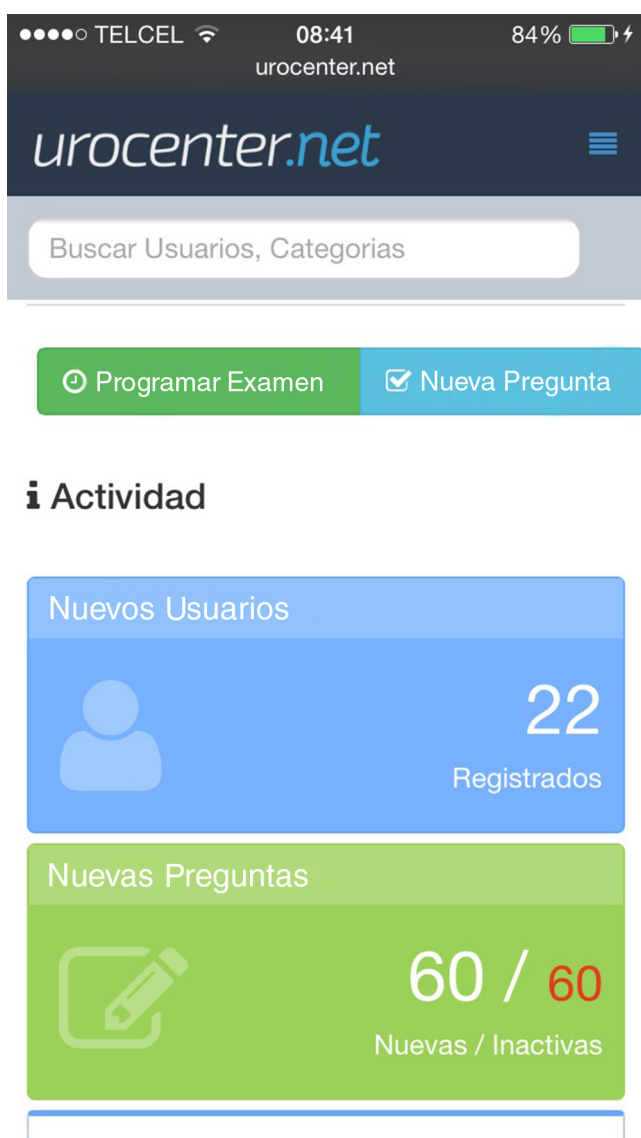 TELCEL 08:41 84%
urocenter.net
urocenter.net
Buscar Usuarios, Categorias
Programar Examen Nueva Pregunta
Actividad
Nuevos Usuarios
22
Registrados
Nuevas Preguntas
60 / 60
Nuevas / Inactivas